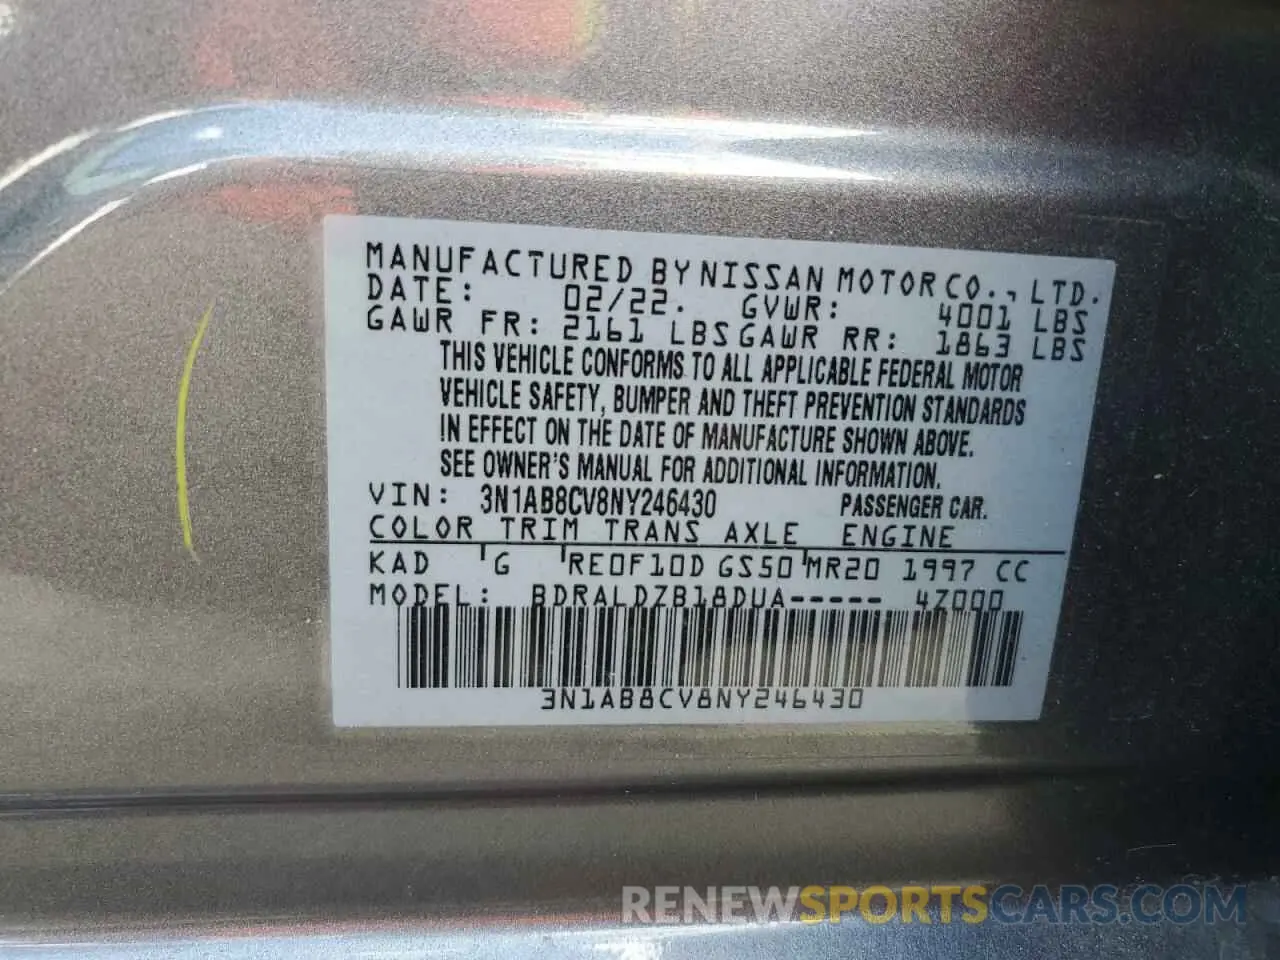 MANUFACTURED BY NISSAN MOTOR CO., LTD.
DATE: 02/22. GVWR: 4001 LBS
GAWR FR: 2161 LBS GAWR RR: 1863 LBS
THIS VEHICLE CONFORMS TO ALL APPLICABLE FEDERAL MOTOR
VEHICLE SAFETY, BUMPER AND THEFT PREVENTION STANDARDS
IN EFFECT ON THE DATE OF MANUFACTURE SHOWN ABOVE.
SEE OWNER'S MANUAL FOR ADDITIONAL INFORMATION.
VIN: 3N1AB8CV8NY246430 PASSENGER CAR.
COLOR TRIM TRANS AXLE ENGINE
KAD G RE0F10D GS50 MR20 1997 CC
MODEL: BDRALDZB18DUA----- 4Z000
3N1AB8CV8NY246430
RENEWSPORTSCARS.COM